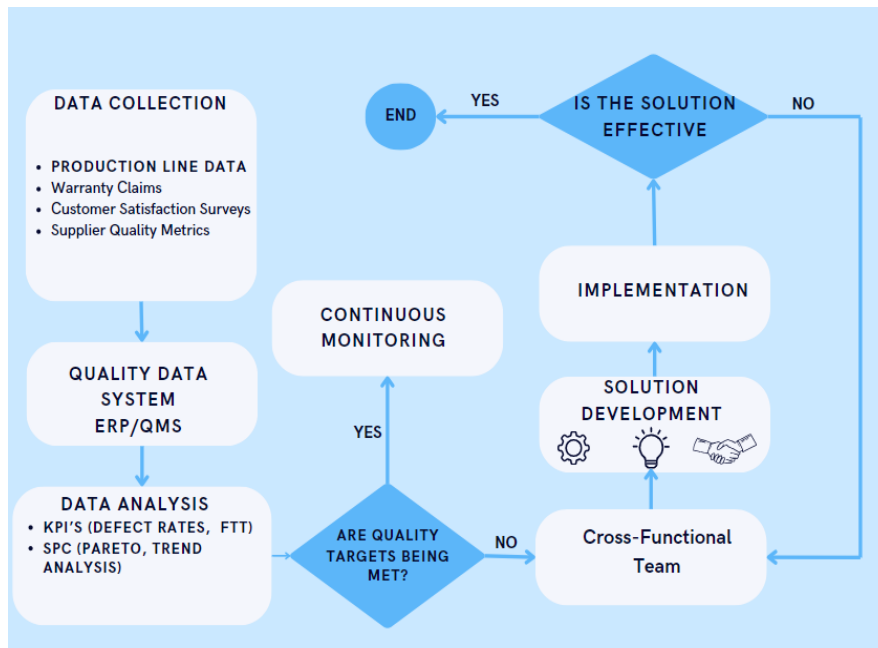 DATA COLLECTION
• PRODUCTION LINE DATA
• Warranty Claims
• Customer Satisfaction Surveys
• Supplier Quality Metrics
QUALITY DATA
SYSTEM
ERP/QMS
DATA ANALYSIS
• KPI'S (DEFECT RATES, FTT)
• SPC (PARETO, TREND
ANALYSIS)
ARE QUALITY
TARGETS BEING
MET?
YES
CONTINUOUS
MONITORING
NO
Cross-Functional
Team
SOLUTION
DEVELOPMENT
IMPLEMENTATION
IS THE SOLUTION
EFFECTIVE
YES
END
NO